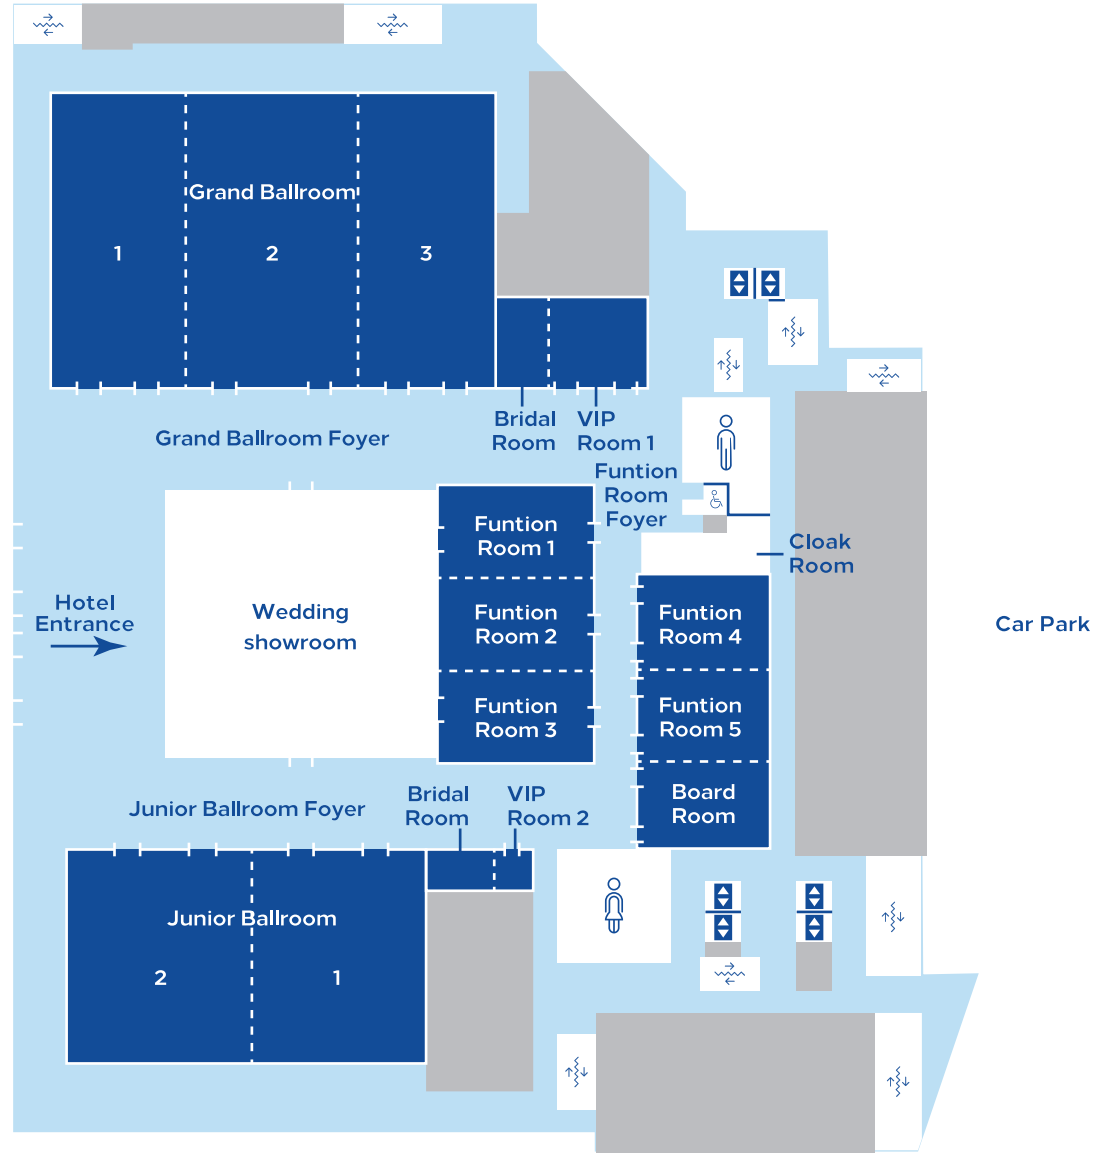 Grand Ballroom
1
2
3
Bridal
Room
VIP
Room 1
Grand Ballroom Foyer
Funtion
Room
Foyer
Funtion
Room 1
Cloak
Room
Hotel
Entrance
Wedding
showroom
Funtion
Room 2
Funtion
Room 4
Car Park
Funtion
Room 3
Funtion
Room 5
Board
Room
Junior Ballroom Foyer
Bridal
Room
VIP
Room 2
Junior Ballroom
2
1